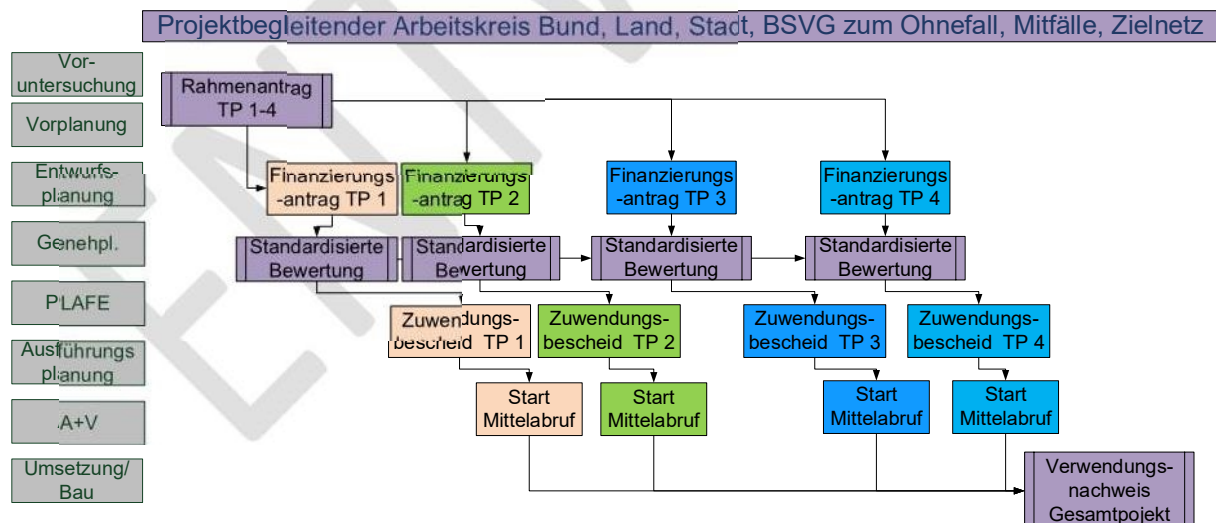 Projektbegleitender Arbeitskreis Bund, Land, Stadt, BSVG zum Ohnefall, Mitfälle, Zielnetz
Vor-
untersuchung
Vorplanung
Entwurfs-
planung
Genehpl.
PLAFE
Ausführungs
planung
A+V
Umsetzung/
Bau
Rahmenantrag
TP 1-4
Finanzierungs
-antrag TP 1
Finanzierungs
-antrag TP 2
Finanzierungs
-antrag TP 3
Finanzierungs
-antrag TP 4
Standardisierte
Bewertung
Standardisierte
Bewertung
Standardisierte
Bewertung
Standardisierte
Bewertung
Zuwendungs-
bescheid TP 1
Zuwendungs-
bescheid TP 2
Zuwendungs-
bescheid TP 3
Zuwendungs-
bescheid TP 4
Start
Mittelabruf
Start
Mittelabruf
Start
Mittelabruf
Start
Mittelabruf
Verwendungs-
nachweis
Gesamtpojekt